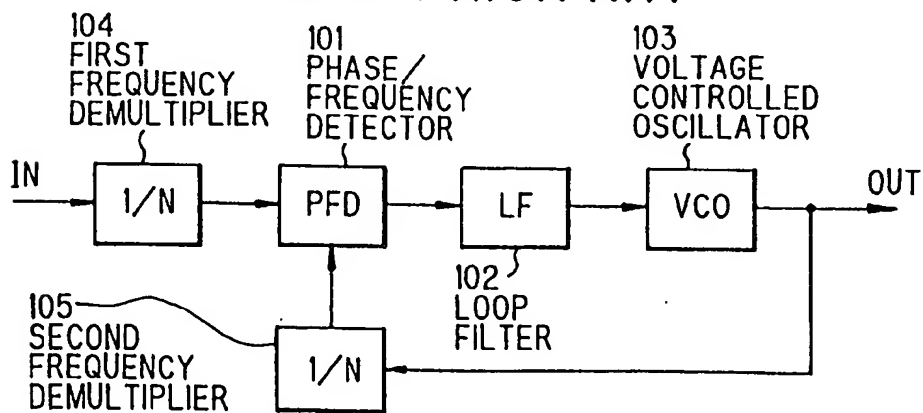 104
FIRST
FREQUENCY
DEMULTIPLIER
101
PHASE/
FREQUENCY
DETECTOR
103
VOLTAGE
CONTROLLED
OSCILLATOR
IN
1/N
PFD
LF
VCO
OUT
102
LOOP
FILTER
105
SECOND
FREQUENCY
DEMULTIPLIER
1/N